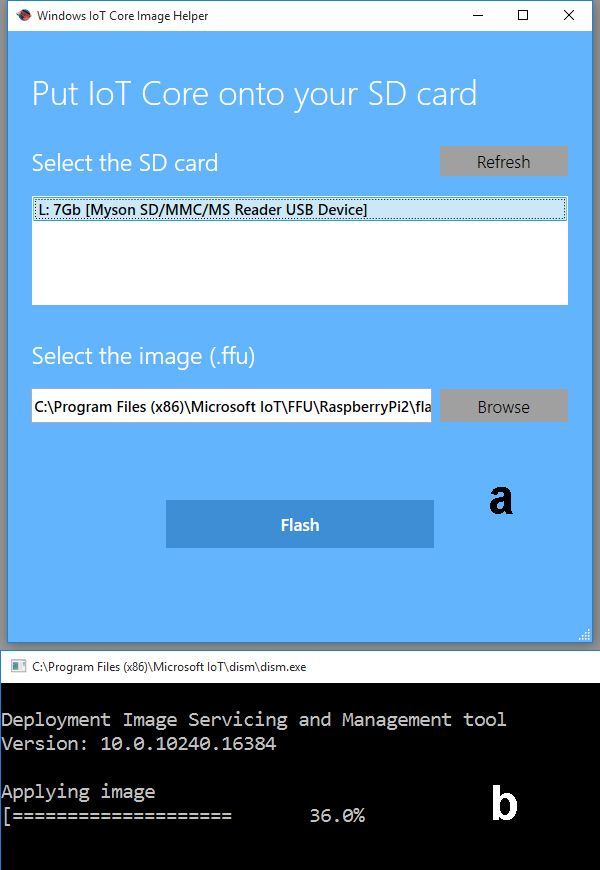 Windows IoT Core Image Helper
Put IoT Core onto your SD card
Select the SD card
Refresh
L: 7Gb [Myson SD/MMC/MS Reader USB Device]
Select the image (.ffu)
C:\Program Files (x86)\Microsoft IoT\FFU\RaspberryPi2\fla
Browse
a
Flash
C:\Program Files (x86)\Microsoft IoT\dism\dism.exe
Deployment Image Servicing and Management tool
Version: 10.0.10240.16384
Applying image
[==================== 36.0%
b